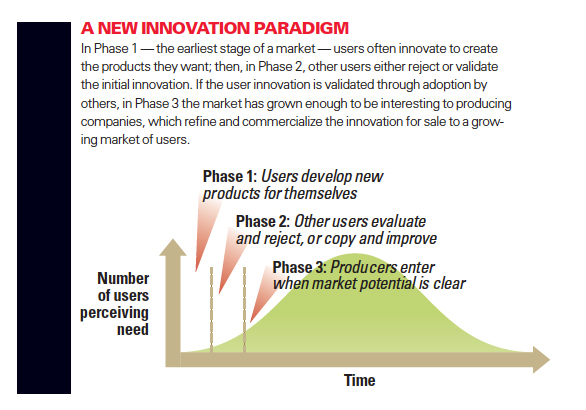 A NEW INNOVATION PARADIGM
In Phase 1 — the earliest stage of a market — users often innovate to create
the products they want; then, in Phase 2, other users either reject or validate
the initial innovation. If the user innovation is validated through adoption by
others, in Phase 3 the market has grown enough to be interesting to producing
companies, which refine and commercialize the innovation for sale to a grow-
ing market of users.
Phase 1: Users develop new
products for themselves
Phase 2: Other users evaluate
and reject, or copy and improve
Phase 3: Producers enter
when market potential is clear
Number
of users
perceiving
need
Time